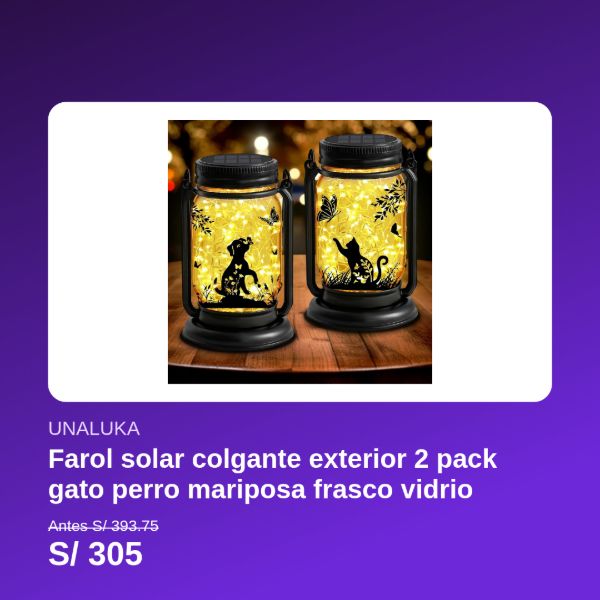 UNALUKA
Farol solar colgante exterior 2 pack
gato perro mariposa frasco vidrio
Antes S/ 393.75
S/ 305